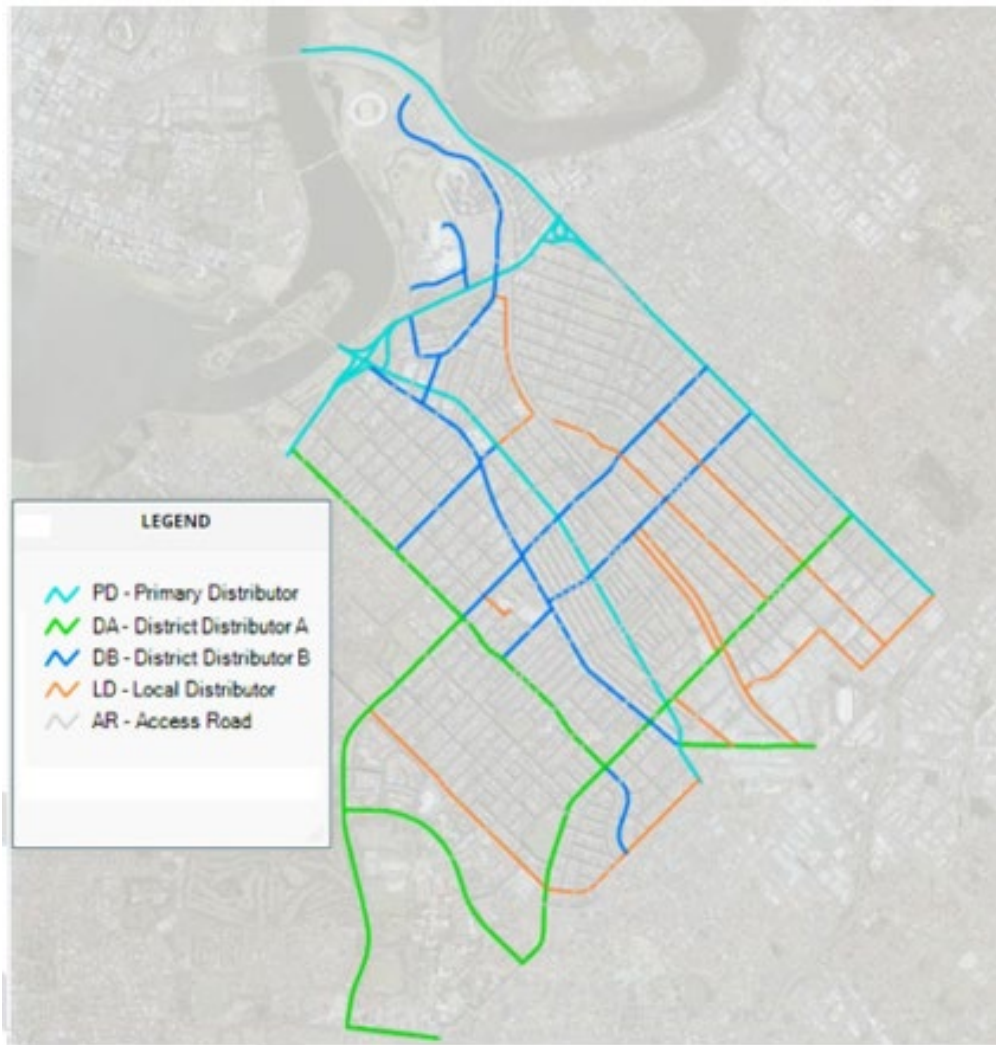 LEGEND
PD - Primary Distributor
DA - District Distributor A
DB - District Distributor B
LD - Local Distributor
AR - Access Road